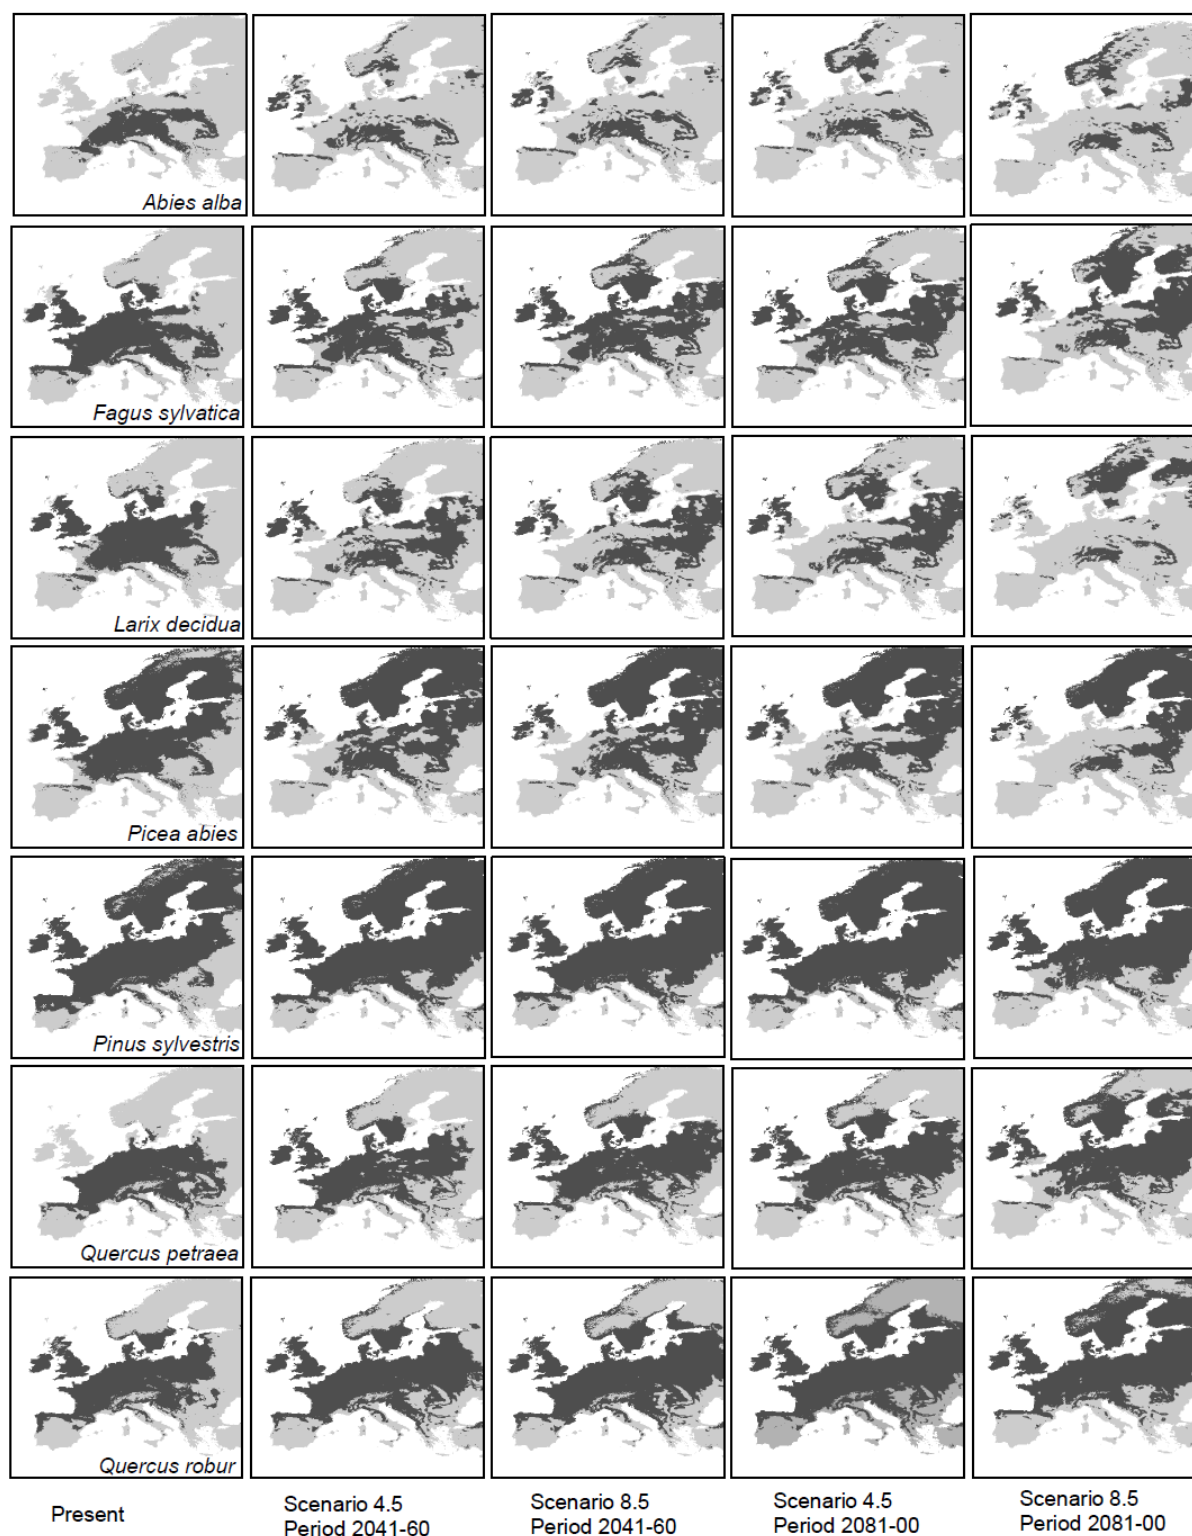 Abies alba
Fagus sylvatica
Larix decidua
Picea abies
Pinus sylvestris
Quercus petraea
Quercus robur
Present
Scenario 4.5
Period 2041-60
Scenario 8.5
Period 2041-60
Scenario 4.5
Period 2081-00
Scenario 8.5
Period 2081-00